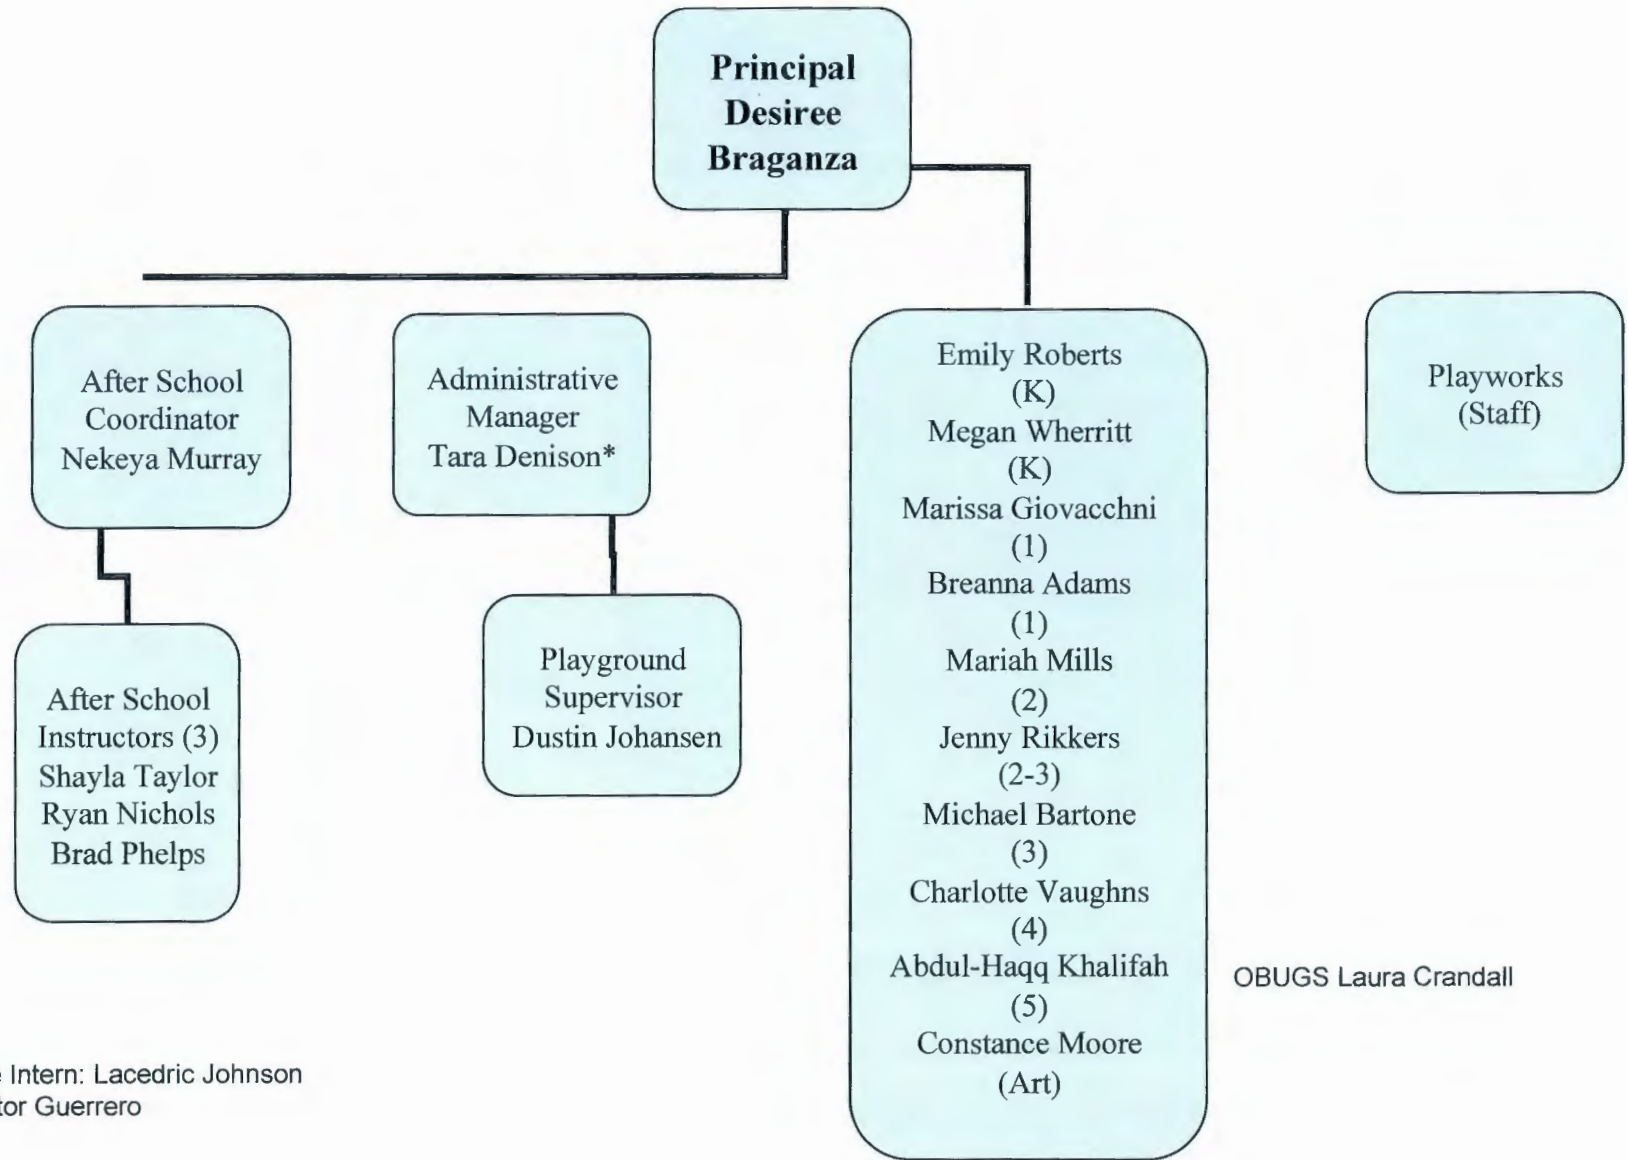 Principal
Desiree
Braganza
After School
Coordinator
Nekeya Murray
Administrative
Manager
Tara Denison*
Emily Roberts
(K)
Megan Wherritt
(K)
Marissa Giovacchni
(1)
Breanna Adams
(1)
Mariah Mills
(2)
Jenny Rikkers
(2-3)
Michael Bartone
(3)
Charlotte Vaughns
(4)
Abdul-Haqq Khalifah
(5)
Constance Moore
(Art)
Playworks
(Staff)
After School
Instructors (3)
Shayla Taylor
Ryan Nichols
Brad Phelps
Playground
Supervisor
Dustin Johansen
OBUGS Laura Crandall
Intern: Lacedric Johnson
Guerrero